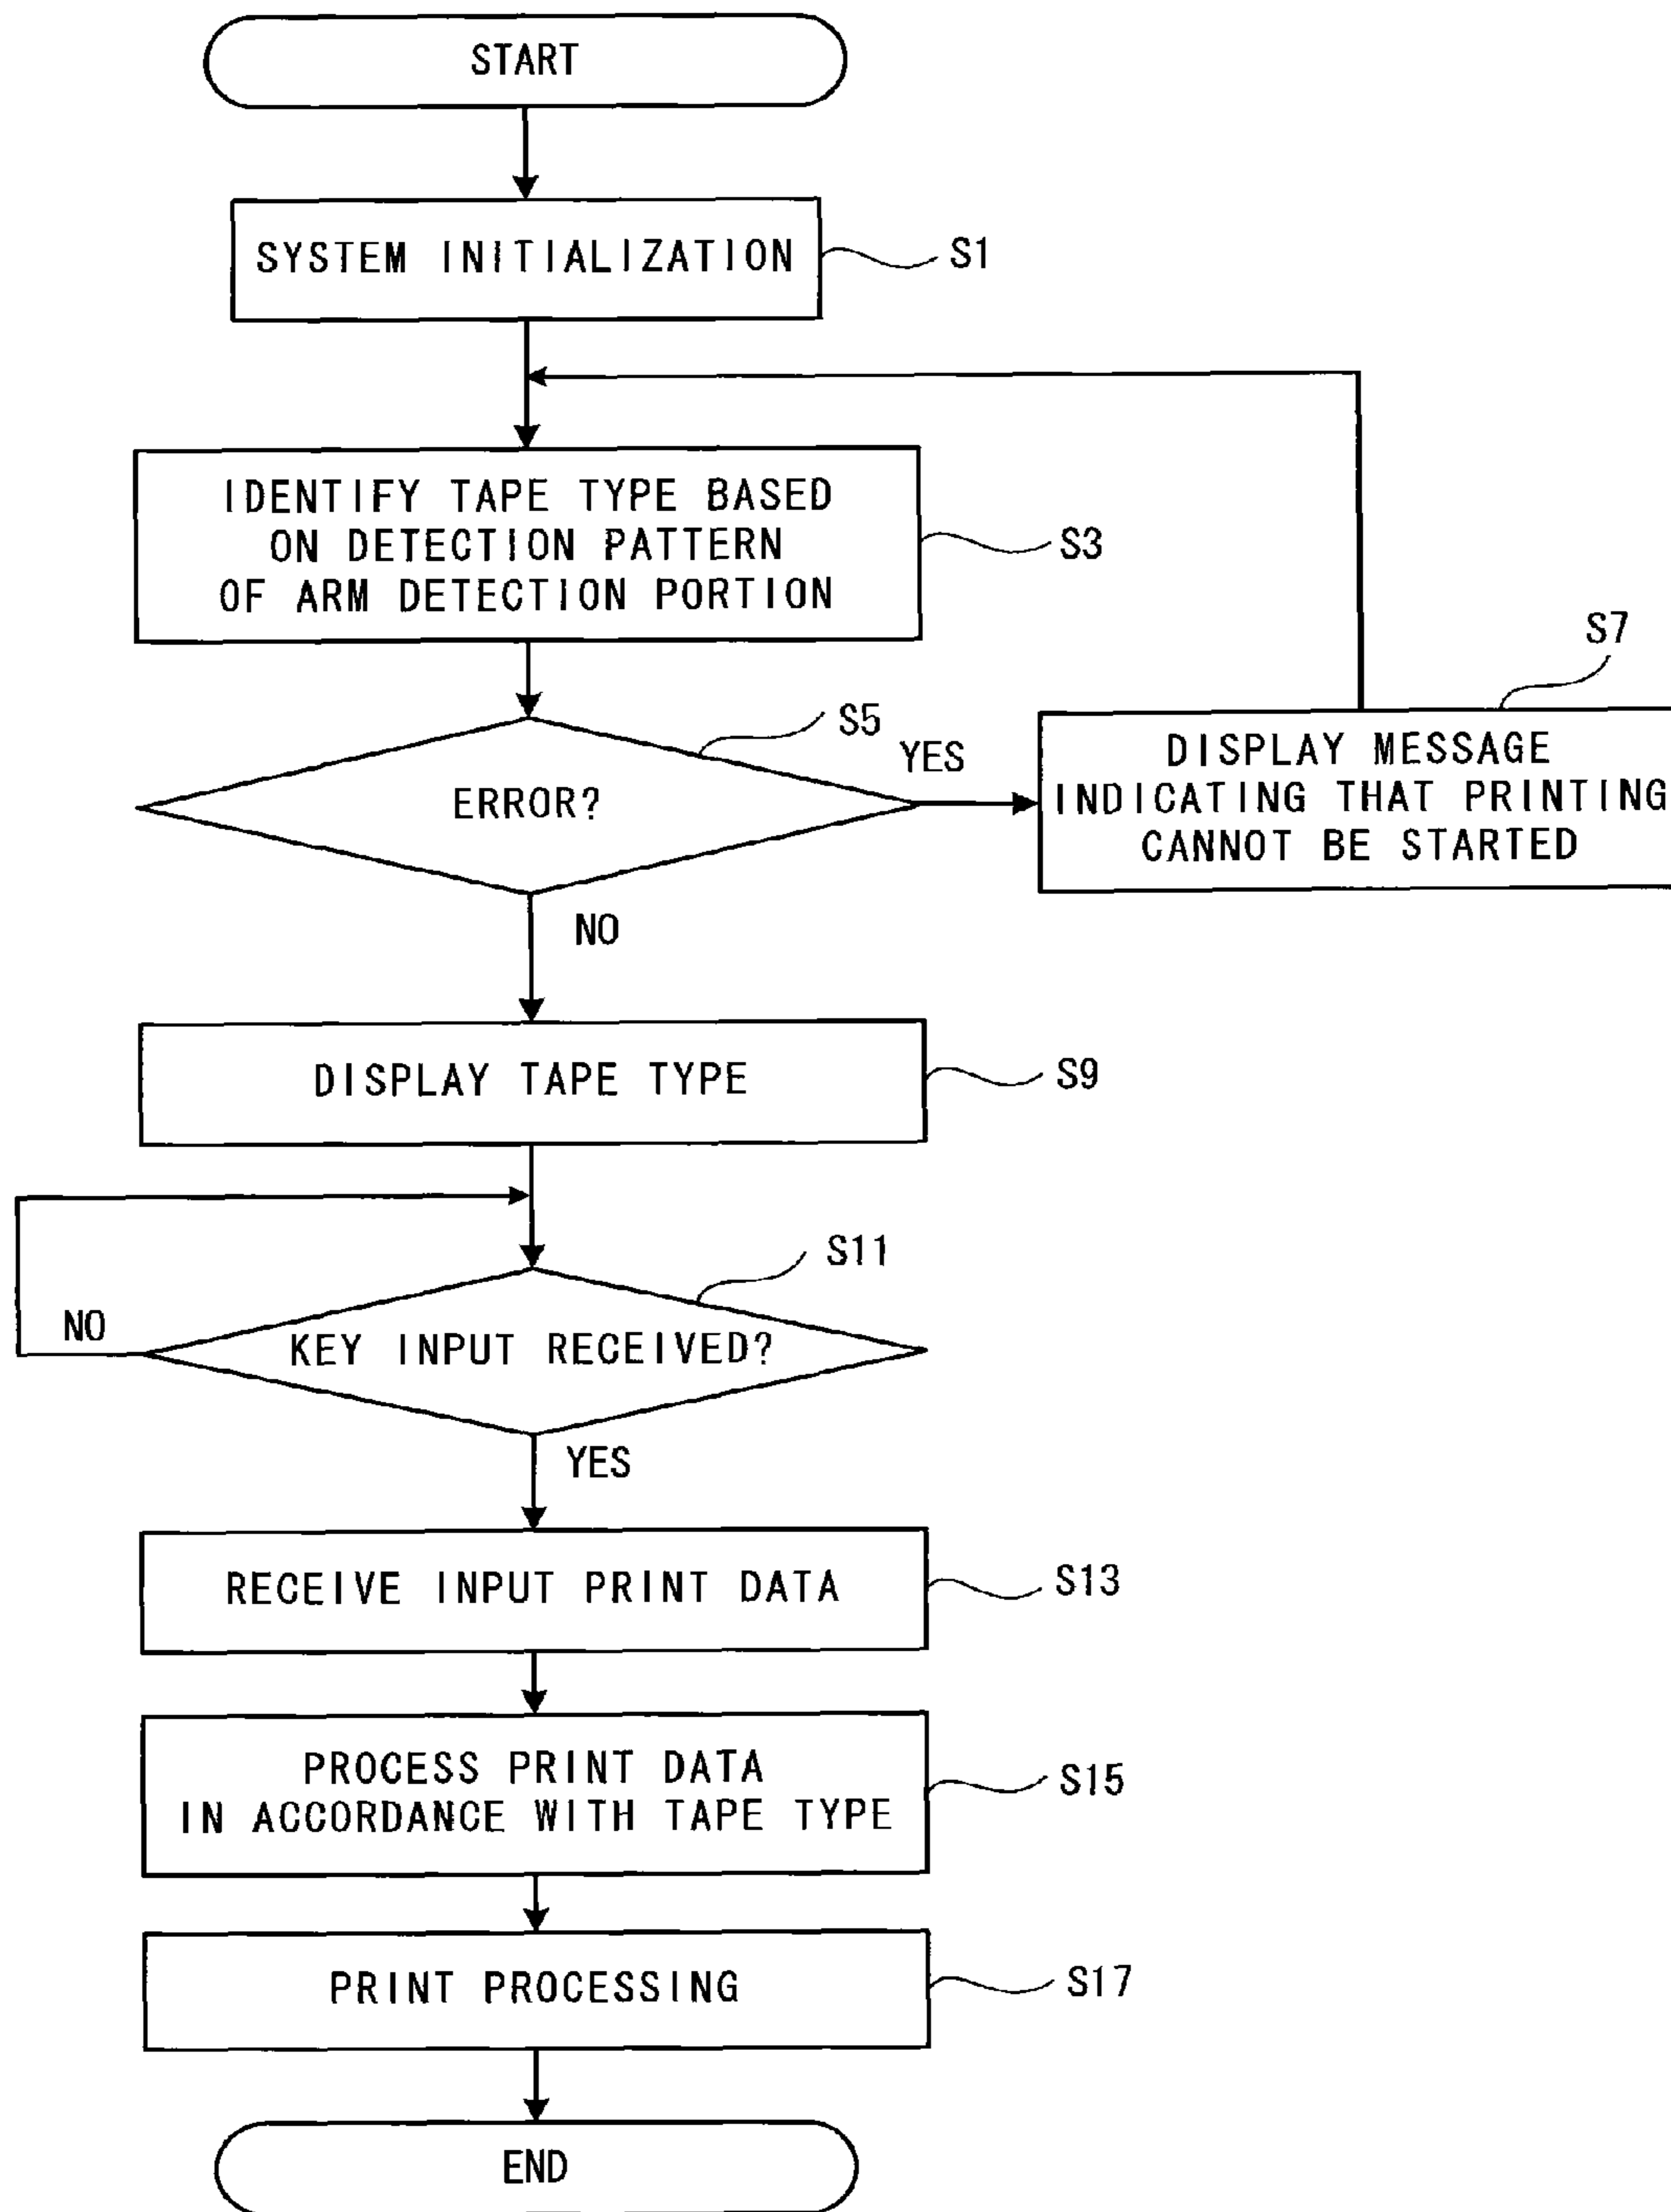 START
SYSTEM INITIALIZATION
S1
IDENTIFY TAPE TYPE BASED
ON DETECTION PATTERN
OF ARM DETECTION PORTION
S3
S7
S5
YES
ERROR?
DISPLAY MESSAGE
INDICATING THAT PRINTING
CANNOT BE STARTED
NO
DISPLAY TAPE TYPE
S9
S11
NO
KEY INPUT RECEIVED?
YES
RECEIVE INPUT PRINT DATA
S13
PROCESS PRINT DATA
IN ACCORDANCE WITH TAPE TYPE
S15
PRINT PROCESSING
S17
END